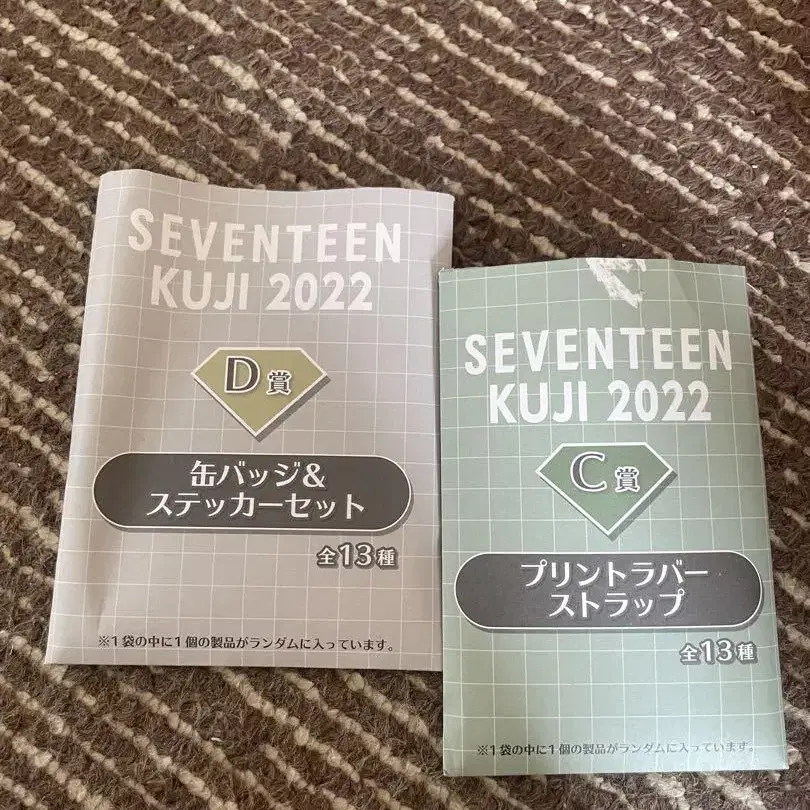 SEVENTEEN
KUJI 2022
D賞
缶バッジ&
ステッカーセット
全13種
※1袋の中に1個の製品がランダムに入っています。
SEVENTEEN
KUJI 2022
C賞
プリントラバー
ストラップ
全13種
※1袋の中に1個の製品がランダムに入っています。